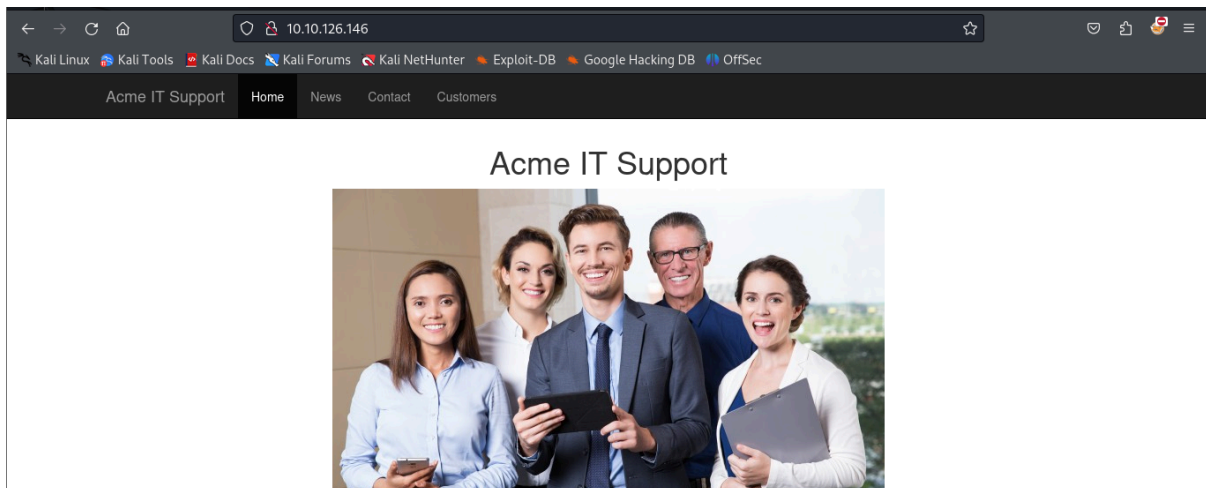 10.10.126.146
Kali Linux Kali Tools Kali Docs Kali Forums Kali NetHunter Exploit-DB Google Hacking DB OffSec
Acme IT Support Home News Contact Customers
Acme IT Support